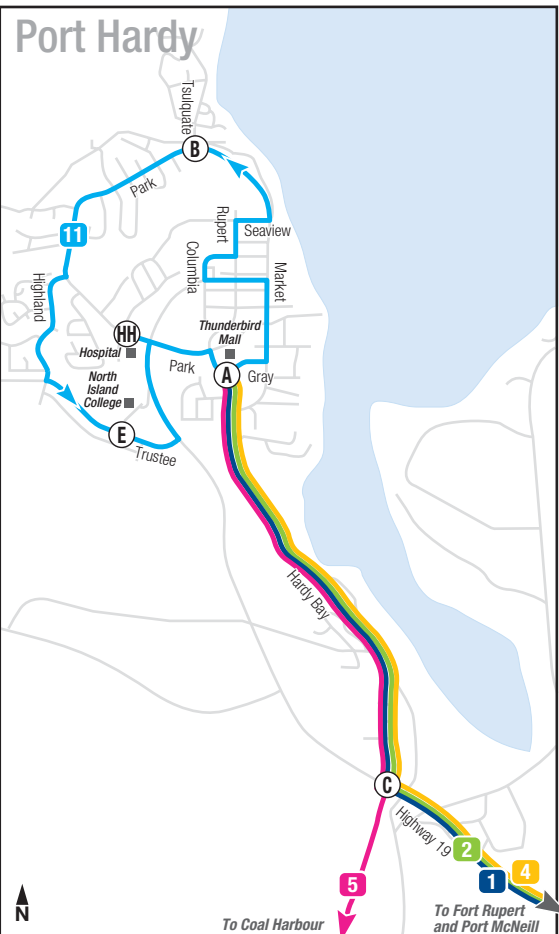 Port Hardy
Tsulquate
B
Park
Rupert
Seaview
11
Columbia
Market
Highland
HH
Thunderbird
Mall
Hospital
Park
A
Gray
North
Island
College
E
Trustee
Hardy Bay
C
Highway 19
2
1
4
5
N
To Coal Harbour
To Fort Rupert
and Port McNeill